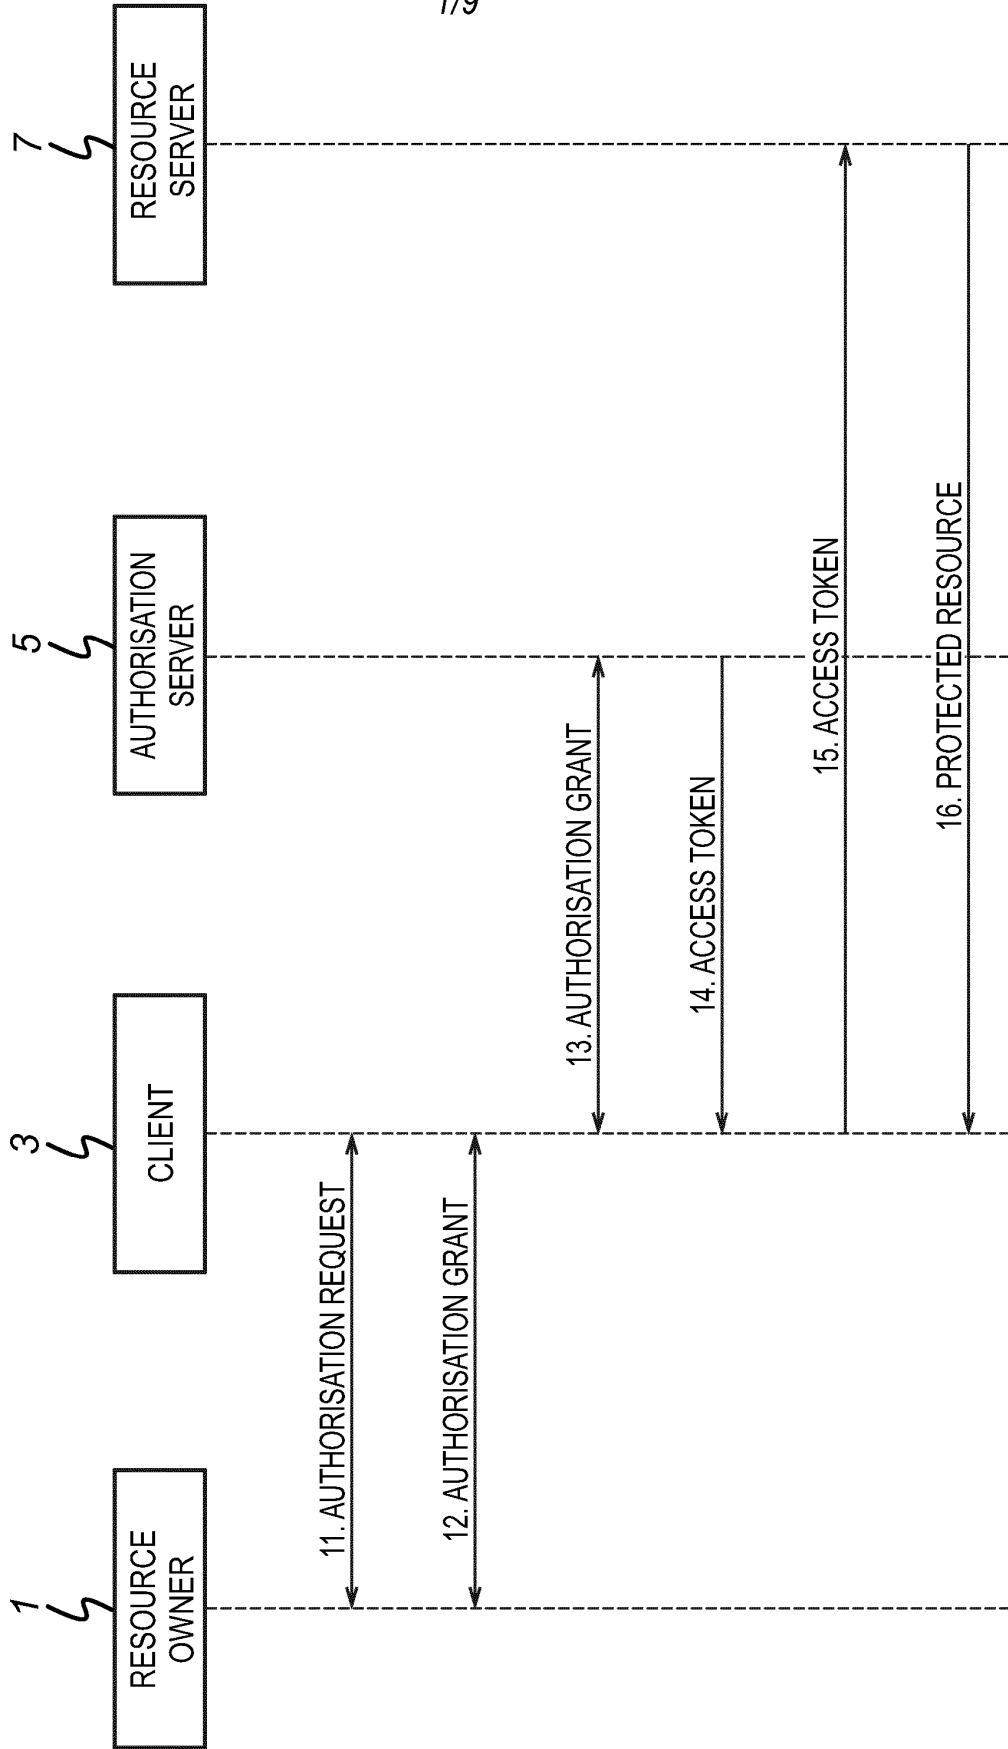 1/9
1
3
5
7
RESOURCE
OWNER
CLIENT
AUTHORISATION
SERVER
RESOURCE
SERVER
11. AUTHORISATION REQUEST
12. AUTHORISATION GRANT
13. AUTHORISATION GRANT
14. ACCESS TOKEN
15. ACCESS TOKEN
16. PROTECTED RESOURCE